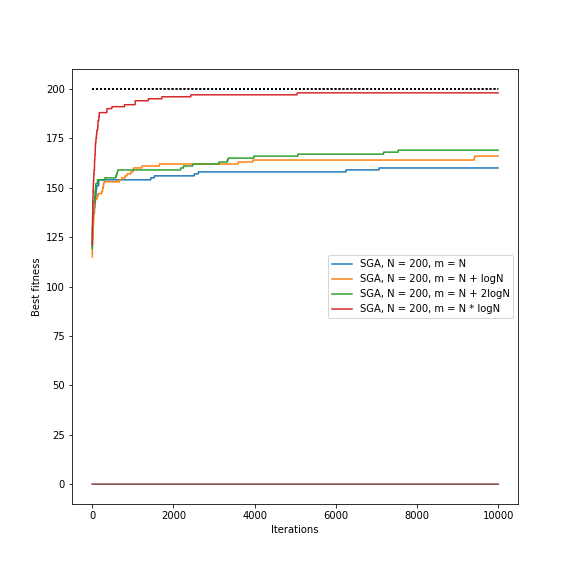 200
175
150
125
100
75
50
25
0
Best fitness
SGA, N = 200, m = N
SGA, N = 200, m = N + logN
SGA, N = 200, m = N + 2logN
SGA, N = 200, m = N * logN
0 2000 4000 6000 8000 10000
Iterations